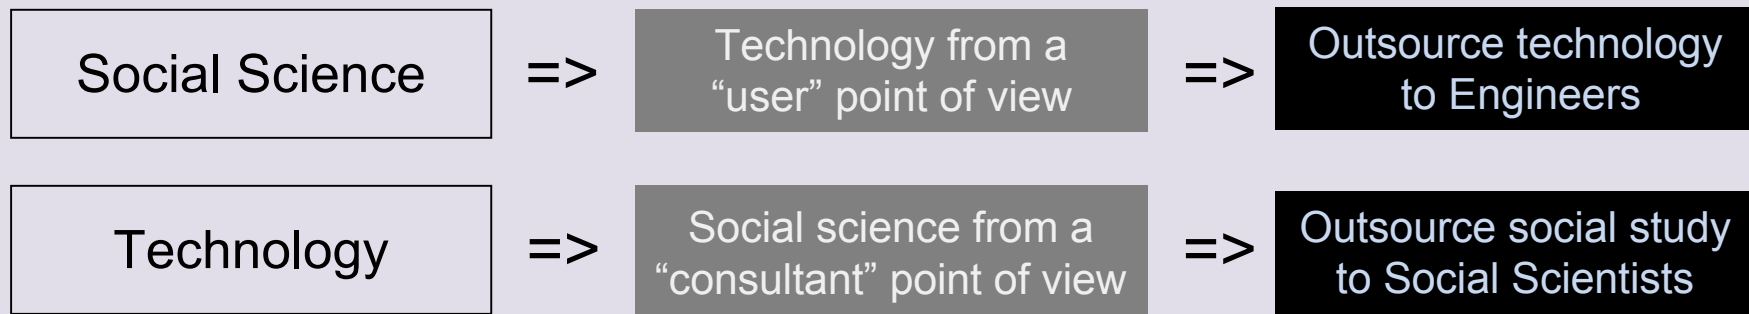 Social Science
=>
Technology from a
“user” point of view
=>
Outsource technology
to Engineers
Technology
=>
Social science from a
“consultant” point of view
=>
Outsource social study
to Social Scientists